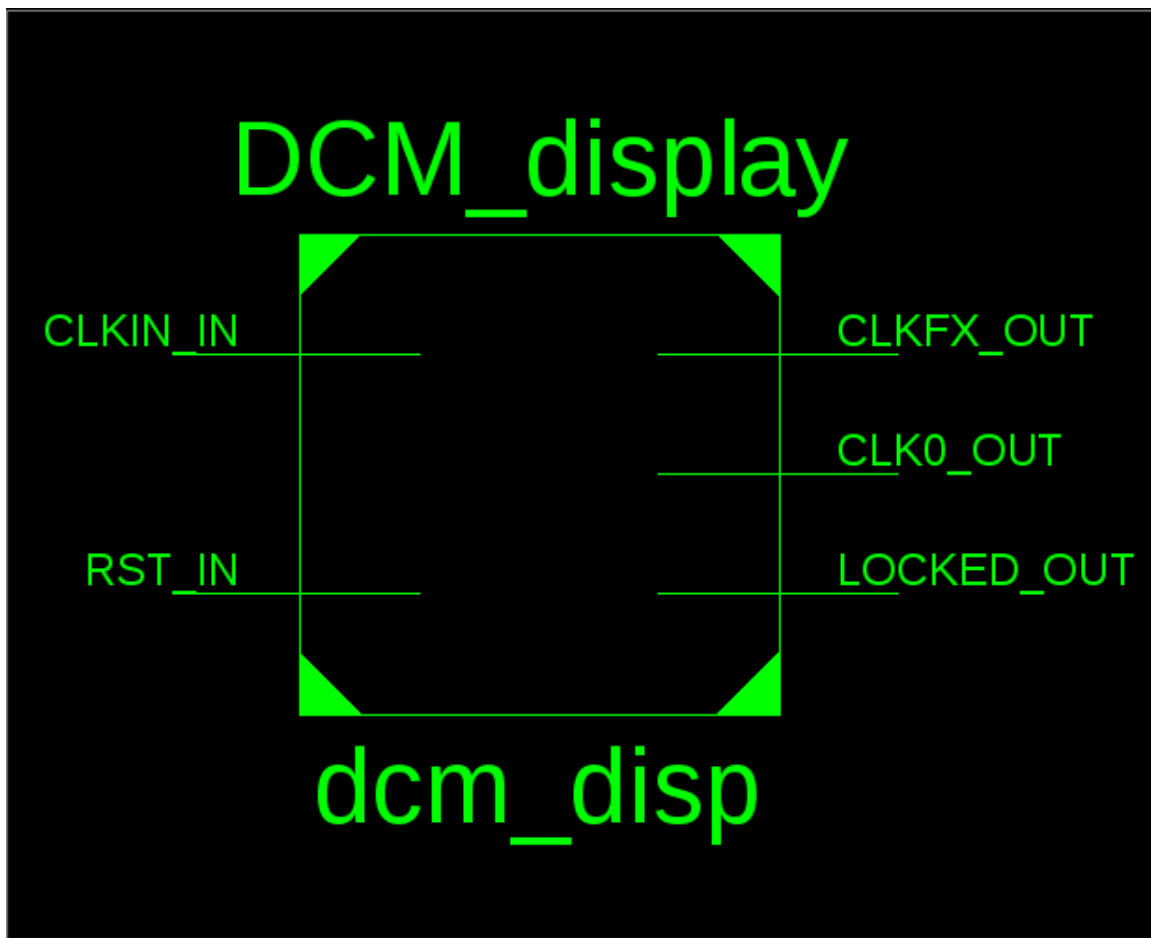 DCM_display
CLKIN_IN
CLKFX_OUT
CLK0_OUT
RST_IN
LOCKED_OUT
dcm_disp